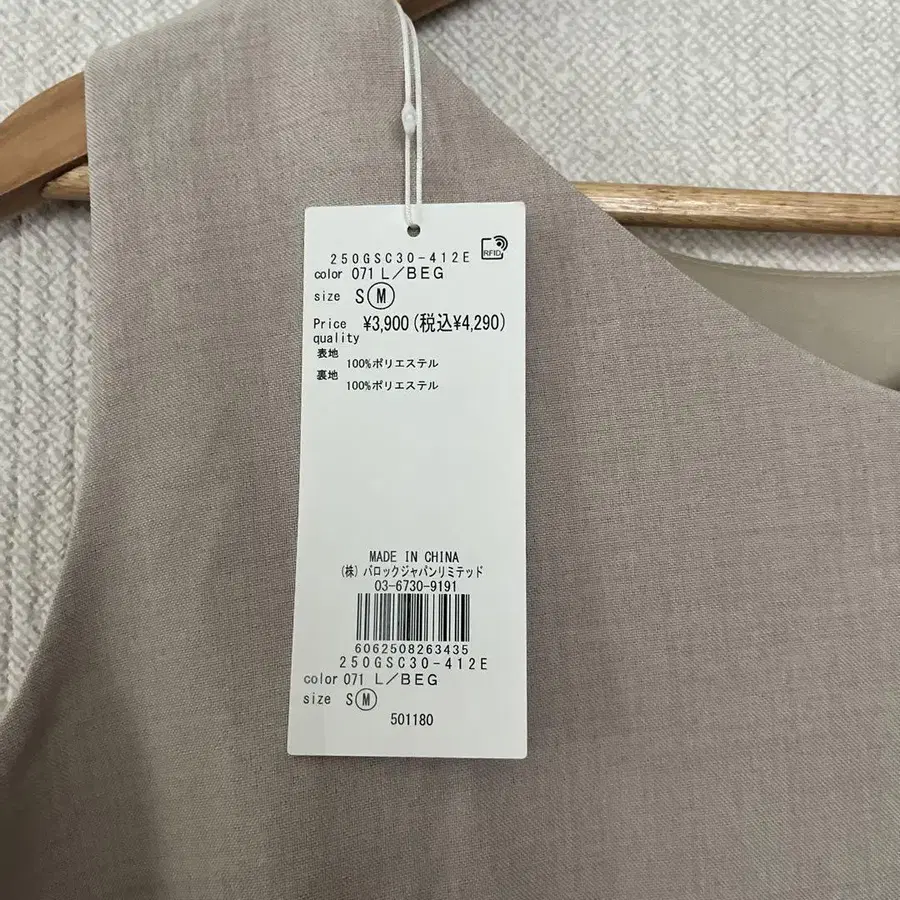 250GSC30-412E
RFID
color 071 L/BEG
size S M
Price ¥3,900(税込¥4,290)
quality
表地
100%ポリエステル
裏地
100%ポリエステル
MADE IN CHINA
(株)バロックジャパンリミテッド
03-6730-9191
6062508263435
250GSC30-412E
color 071 L/BEG
size S M
501180